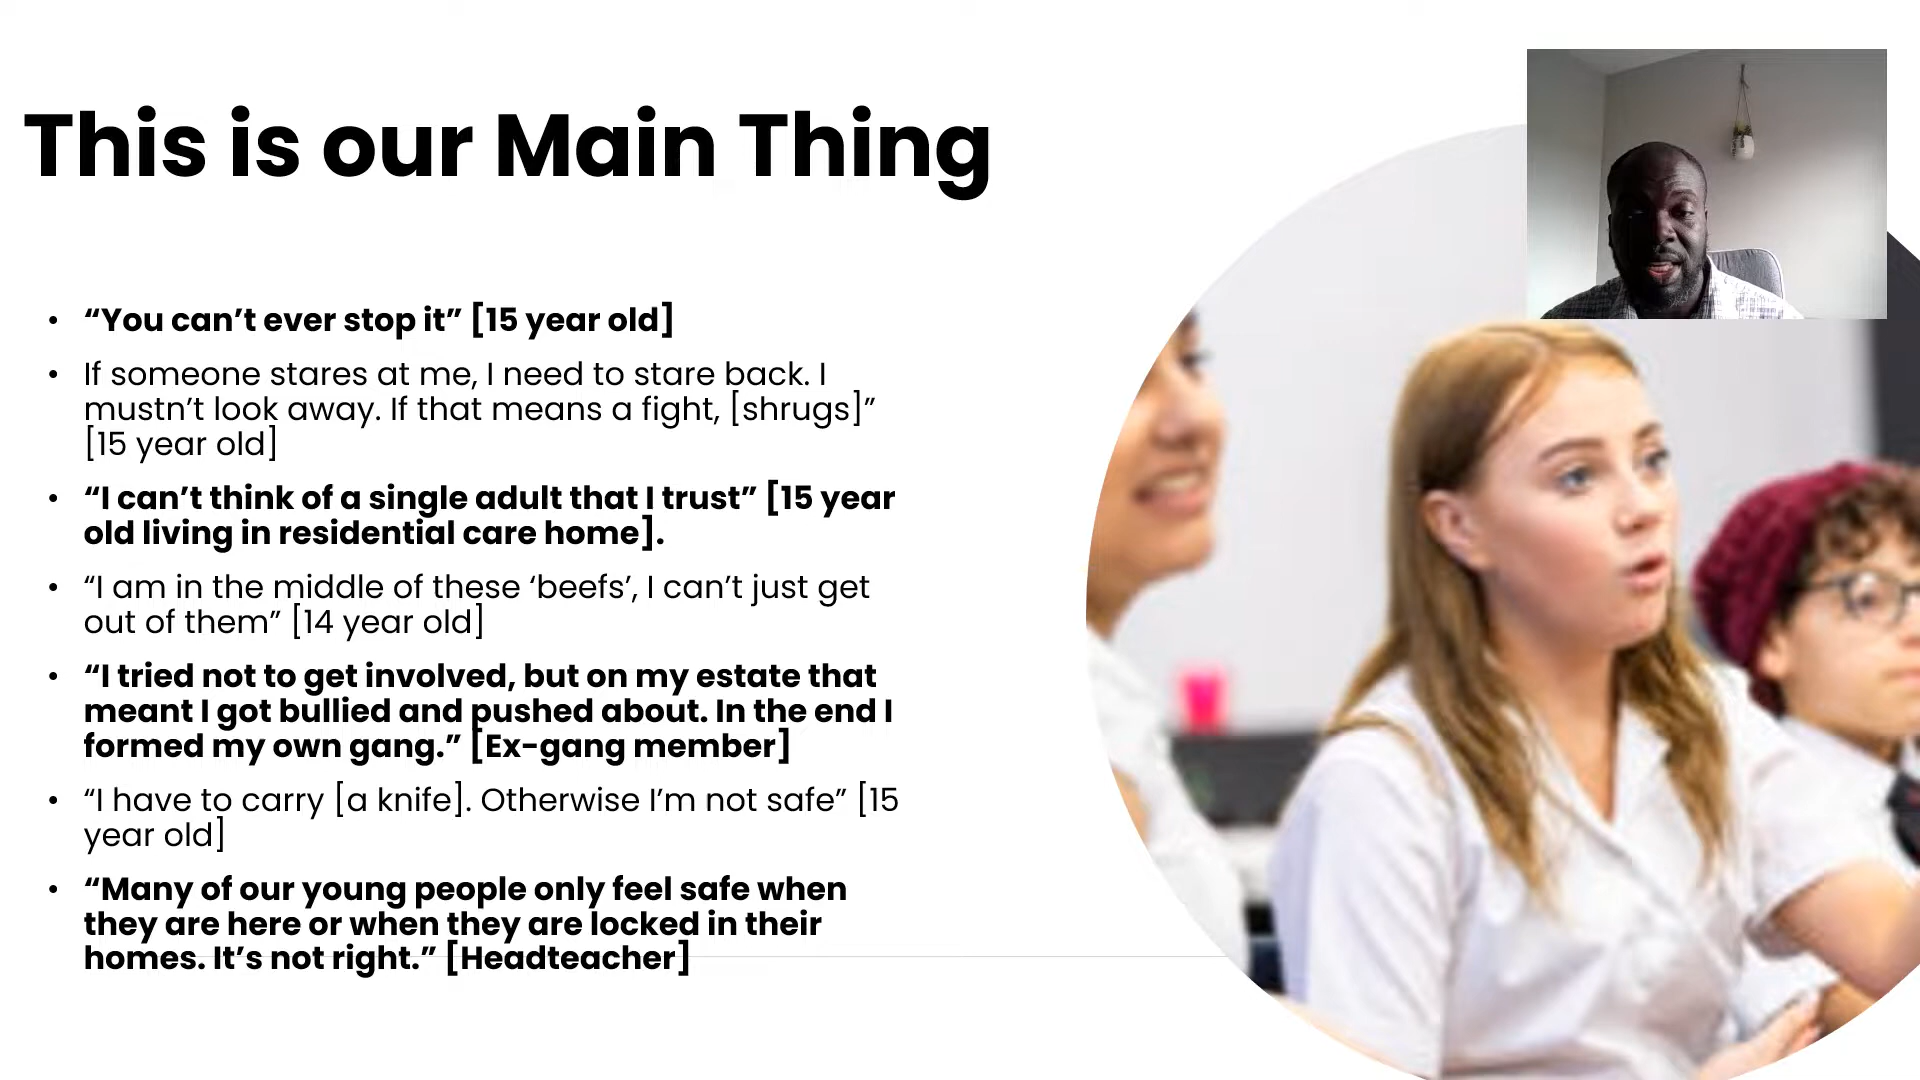 This is our Main Thing
• “You can’t ever stop it” [15 year old]
• If someone stares at me, I need to stare back. I
mustn’t look away. If that means a fight, [shrugs]”
[15 year old]
• “I can’t think of a single adult that I trust” [15 year
old living in residential care home].
• “I am in the middle of these ‘beefs’, I can’t just get
out of them” [14 year old]
• “I tried not to get involved, but on my estate that
meant I got bullied and pushed about. In the end I
formed my own gang.” [Ex-gang member]
• “I have to carry [a knife]. Otherwise I’m not safe” [15
year old]
• “Many of our young people only feel safe when
they are here or when they are locked in their
homes. It’s not right.” [Headteacher]